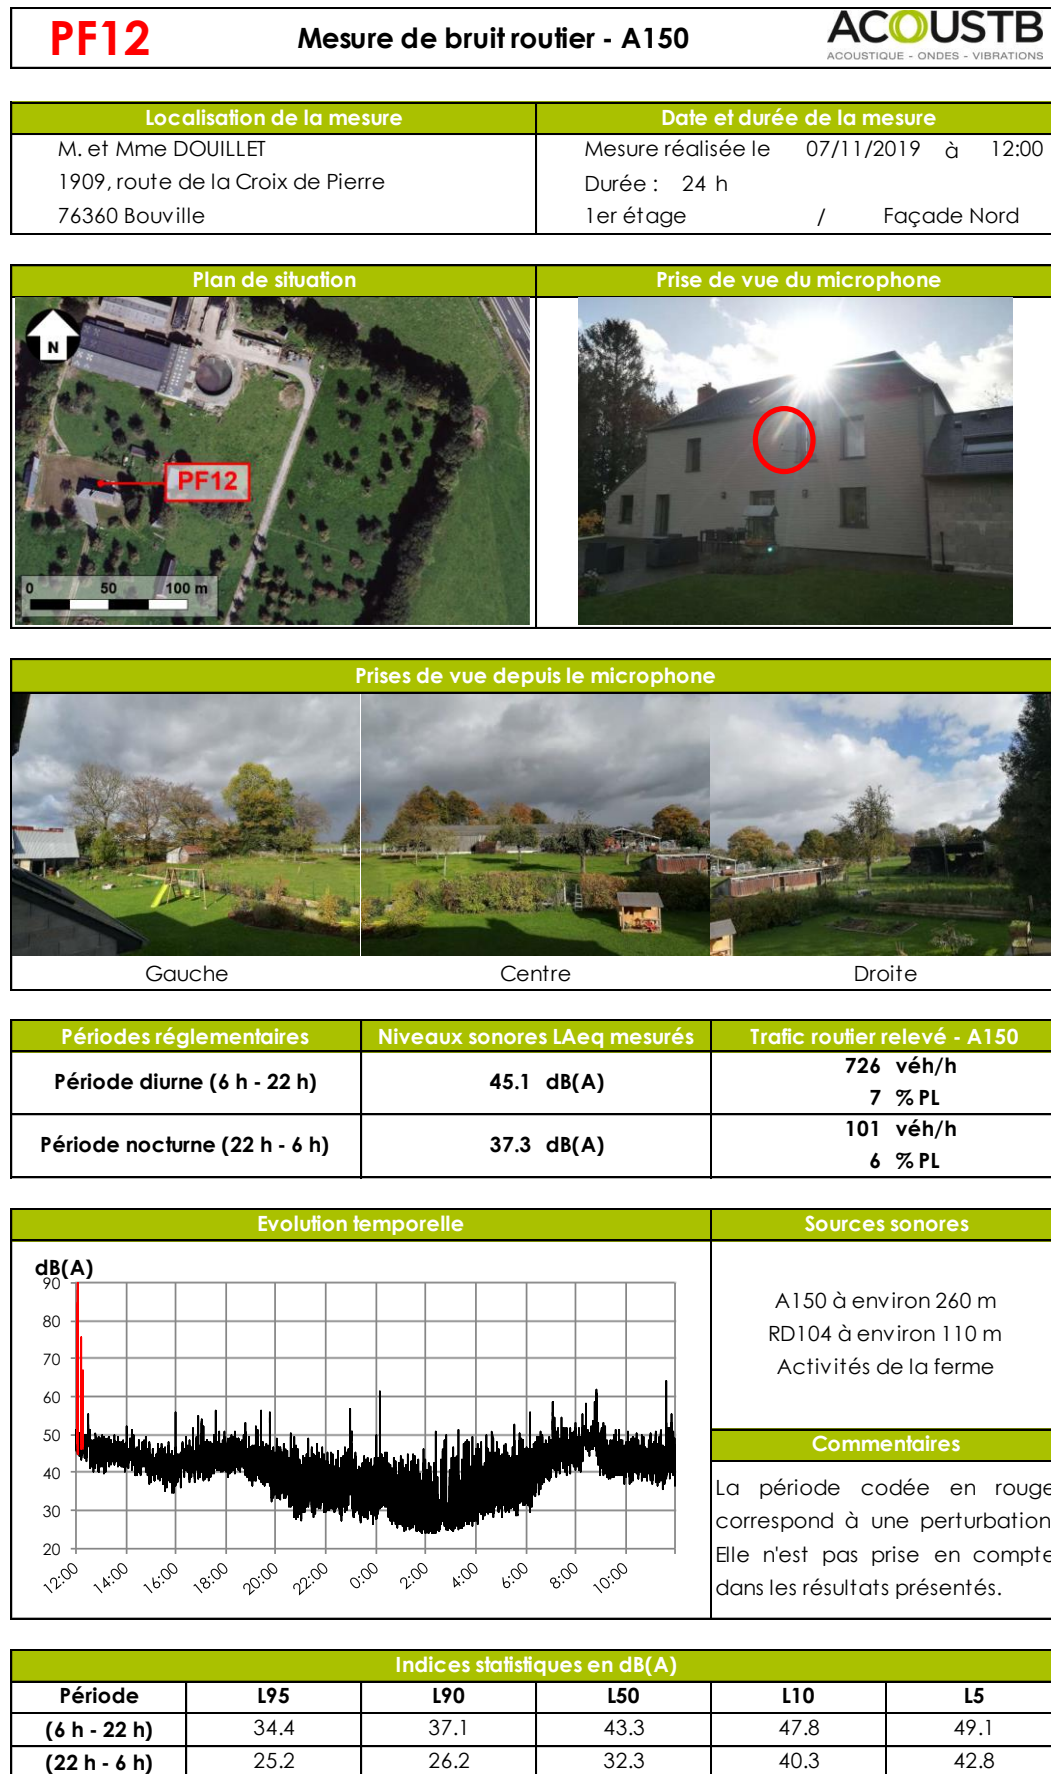 PF12
Mesure de bruit routier - A150
ACOUSTB
ACOUSTIQUE - ONDES - VIBRATIONS
Localisation de la mesure
Date et durée de la mesure
M. et Mme DOUILLET
Mesure réalisée le 07/11/2019 à 12:00
1909, route de la Croix de Pierre
Durée : 24 h
76360 Bouville
1er étage / Façade Nord
Plan de situation
Prise de vue du microphone
N
PF12
0 50 100 m
Prises de vue depuis le microphone
Gauche
Centre
Droite
Périodes réglementaires
Niveaux sonores LAeq mesurés
Trafic routier relevé - A150
Période diurne (6 h - 22 h)
45.1 dB(A)
726 véh/h
7 % PL
Période nocturne (22 h - 6 h)
37.3 dB(A)
101 véh/h
6 % PL
Evolution temporelle
Sources sonores
dB(A)
90
80
70
60
50
40
30
20
12:00 14:00 16:00 18:00 20:00 22:00 0:00 2:00 4:00 6:00 8:00 10:00
A150 à environ 260 m
RD104 à environ 110 m
Activités de la ferme
Commentaires
La période codée en rouge
correspond à une perturbation
Elle n'est pas prise en compte
dans les résultats présentés.
Indices statistiques en dB(A)
Période L95 L90 L50 L10 L5
(6 h - 22 h) 34.4 37.1 43.3 47.8 49.1
(22 h - 6 h) 25.2 26.2 32.3 40.3 42.8